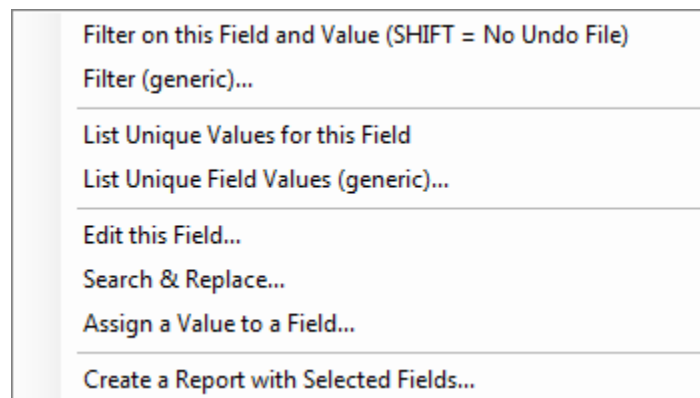 Filter on this Field and Value (SHIFT = No Undo File)
Filter (generic)...
List Unique Values for this Field
List Unique Field Values (generic)...
Edit this Field...
Search & Replace...
Assign a Value to a Field...
Create a Report with Selected Fields...